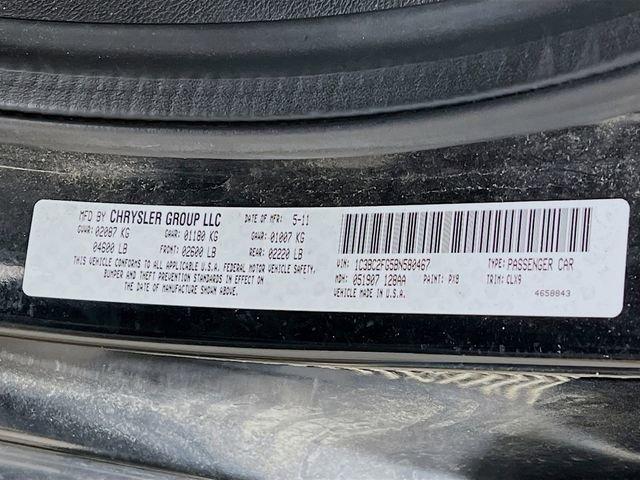 MFD BY CHRYSLER GROUP LLC DATE OF MFR: 5-11
GVWR: 02087 KG GAWR: 01180 KG GAWR: 01007 KG
04600 LB FRONT: 02600 LB REAR: 02220 LB
THIS VEHICLE CONFORMS TO ALL APPLICABLE U.S.A. FEDERAL MOTOR VEHICLE SAFETY,
BUMPER AND THEFT PREVENTION STANDARDS IN EFFECT ON
THE DATE OF MANUFACTURE SHOWN ABOVE.
VIN: 1C3BC2FG5BN580467 TYPE: PASSENGER CAR
MDH: 051907 128AA PAINT: PX8 TRIM: CLX9
VEHICLE MADE IN U.S.A. 4658843